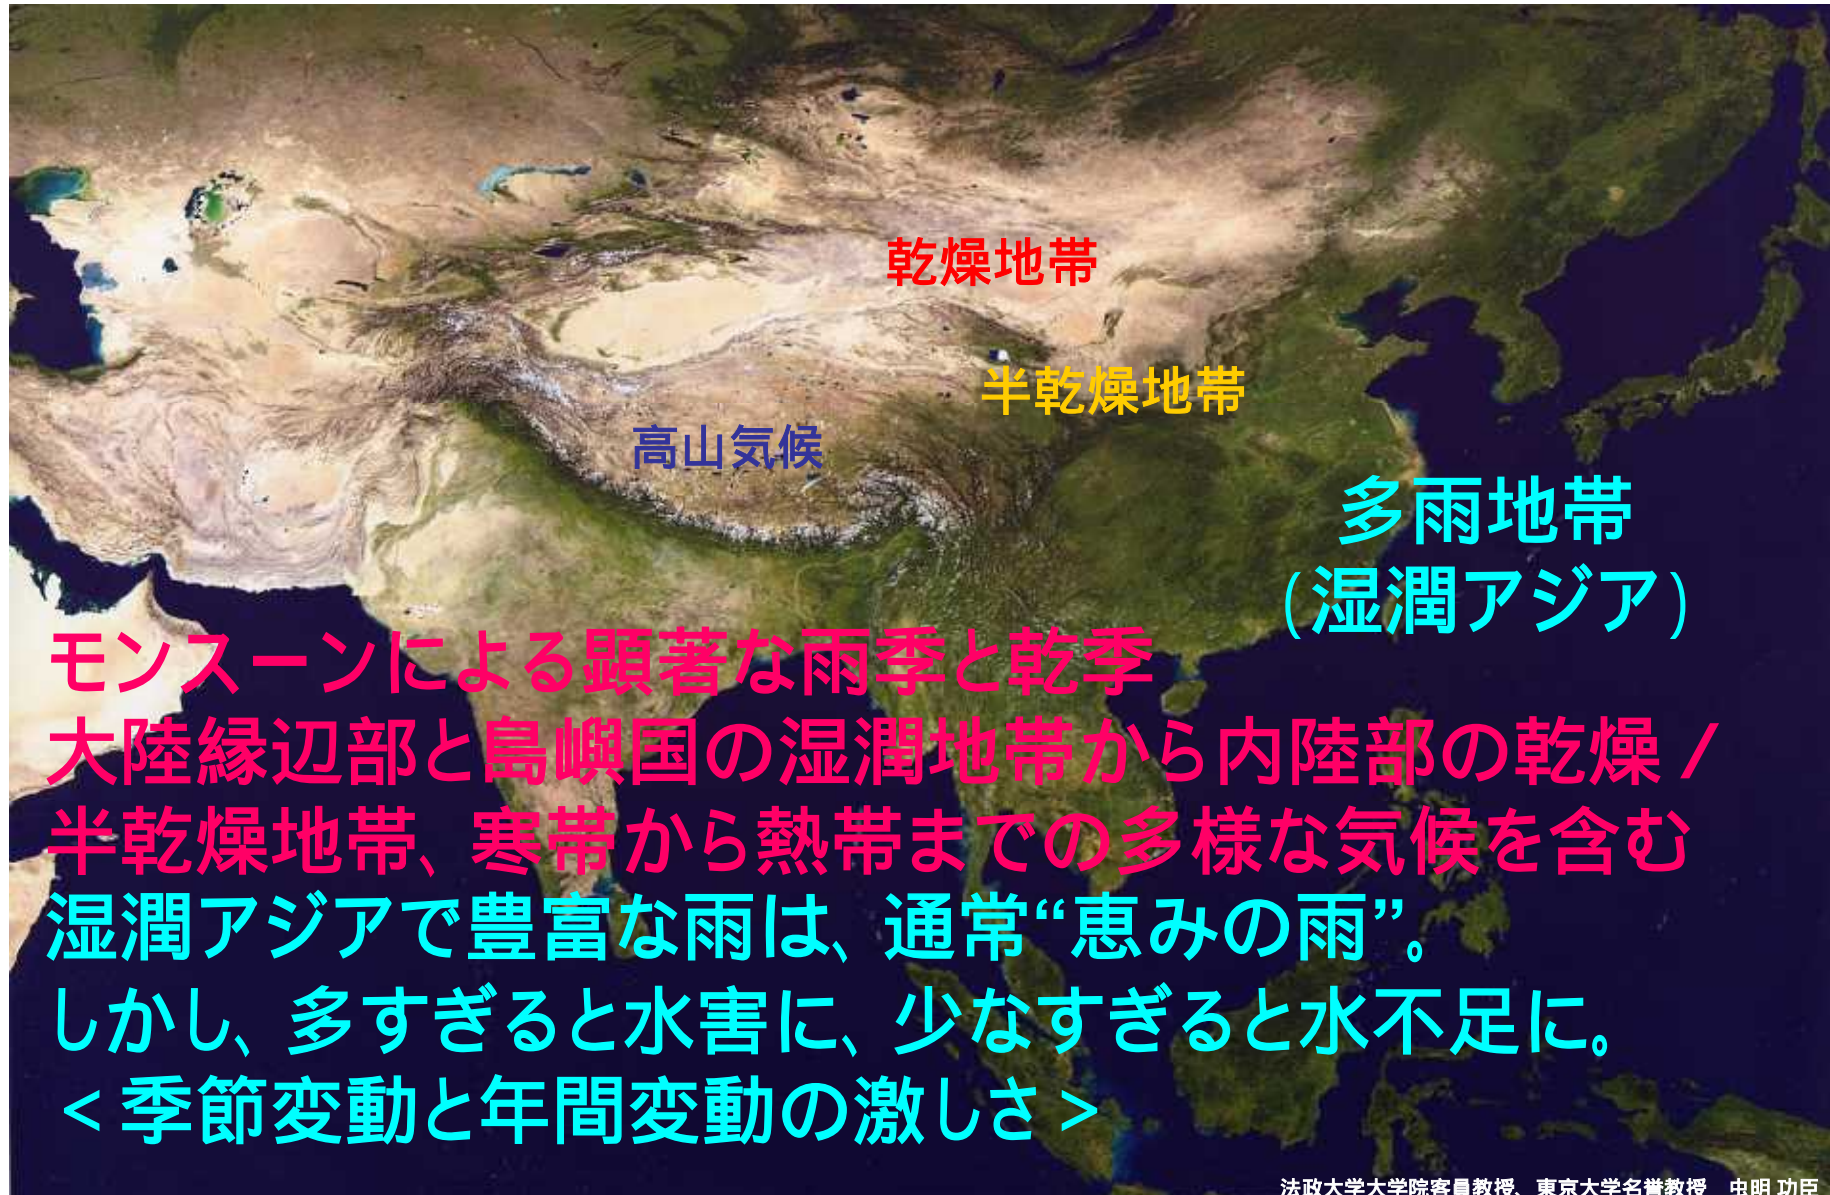 乾燥地帯
半乾燥地帯
高山気候
多雨地帯
(湿潤アジア)
モンスーンによる顕著な雨季と乾季
大陸縁辺部と島嶼国の湿潤地帯から内陸部の乾燥/
半乾燥地帯、寒帯から熱帯までの多様な気候を含む
湿潤アジアで豊富な雨は、通常“恵みの雨”。
しかし、多すぎると水害に、少なすぎると水不足に。
<季節変動と年間変動の激しさ>
法政大学大学院客員教授、東京大学名誉教授 虫明 功臣